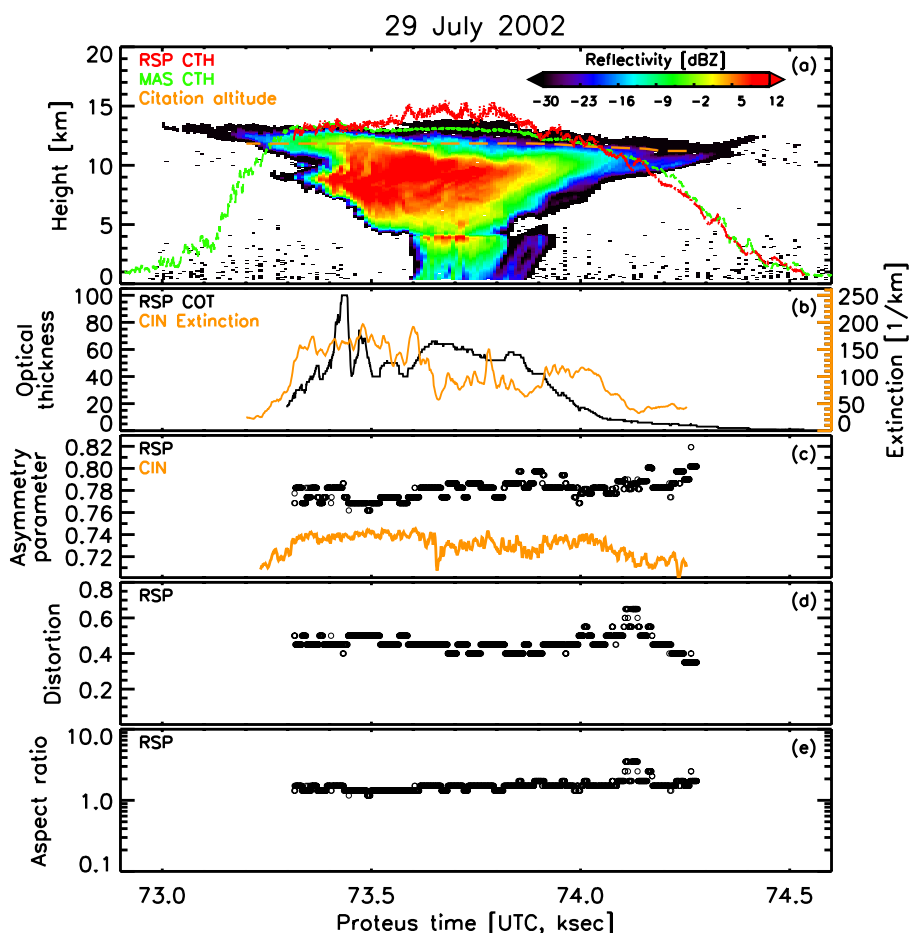 29 July 2002
RSP CTH
MAS CTH
Citation altitude
Reflectivity [dBZ]
-30 -23 -16 -9 -2 5 12
(a)
Height [km]
20
15
10
5
0
RSP COT
CIN Extinction
(b)
Optical thickness
100
80
60
40
20
0
Extinction [1/km]
250
200
150
100
50
0
RSP
CIN
(c)
Asymmetry parameter
0.82
0.80
0.78
0.76
0.74
0.72
RSP
(d)
Distortion
0.8
0.6
0.4
0.2
0.0
RSP
(e)
Aspect ratio
10.0
1.0
0.1
73.0 73.5 74.0 74.5
Proteus time [UTC, ksec]